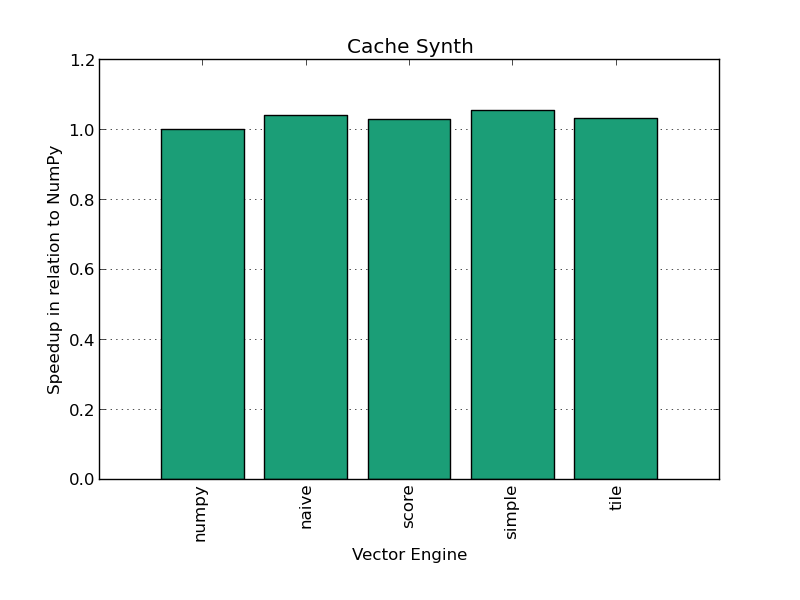 Cache Synth
Speedup in relation to NumPy
1.2
1.0
0.8
0.6
0.4
0.2
0.0
numpy
naive
score
simple
tile
Vector Engine